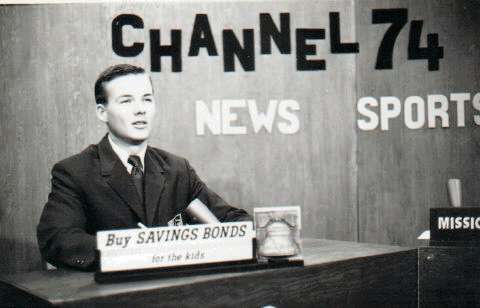 CHANNEL 74
NEWS SPORTS
MISSIO
Buy SAVINGS BONDS
for the kids